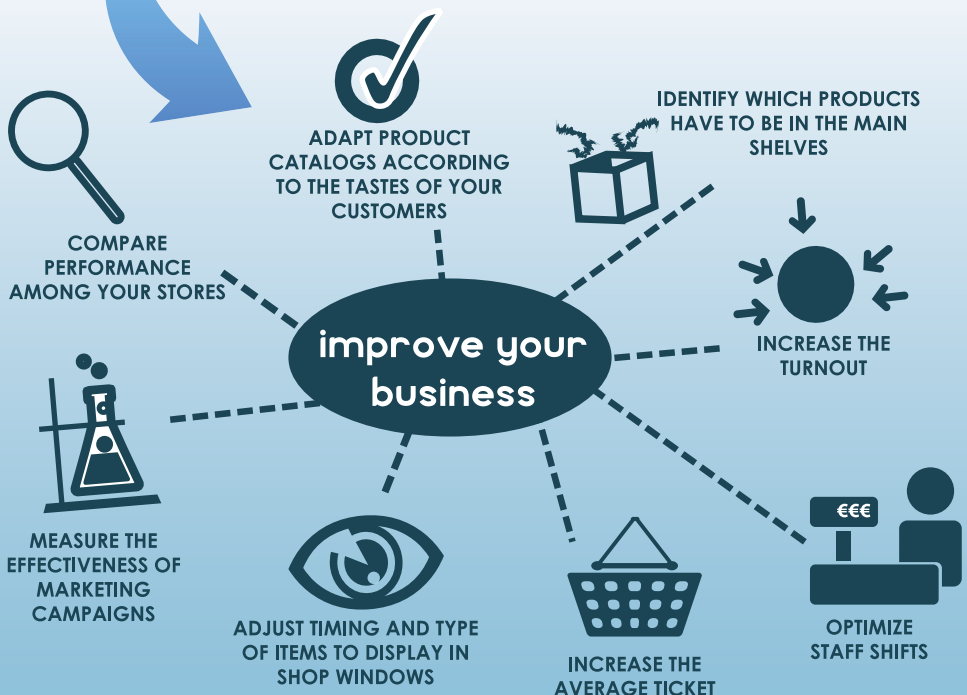 ADAPT PRODUCT
CATALOGS ACCORDING
TO THE TASTES OF YOUR
CUSTOMERS
IDENTIFY WHICH PRODUCTS
HAVE TO BE IN THE MAIN
SHELVES
COMPARE
PERFORMANCE
AMONG YOUR STORES
improve your
business
INCREASE THE
TURNOUT
MEASURE THE
EFFECTIVENESS OF
MARKETING
CAMPAIGNS
ADJUST TIMING AND TYPE
OF ITEMS TO DISPLAY IN
SHOP WINDOWS
INCREASE THE
AVERAGE TICKET
€€€
OPTIMIZE
STAFF SHIFTS